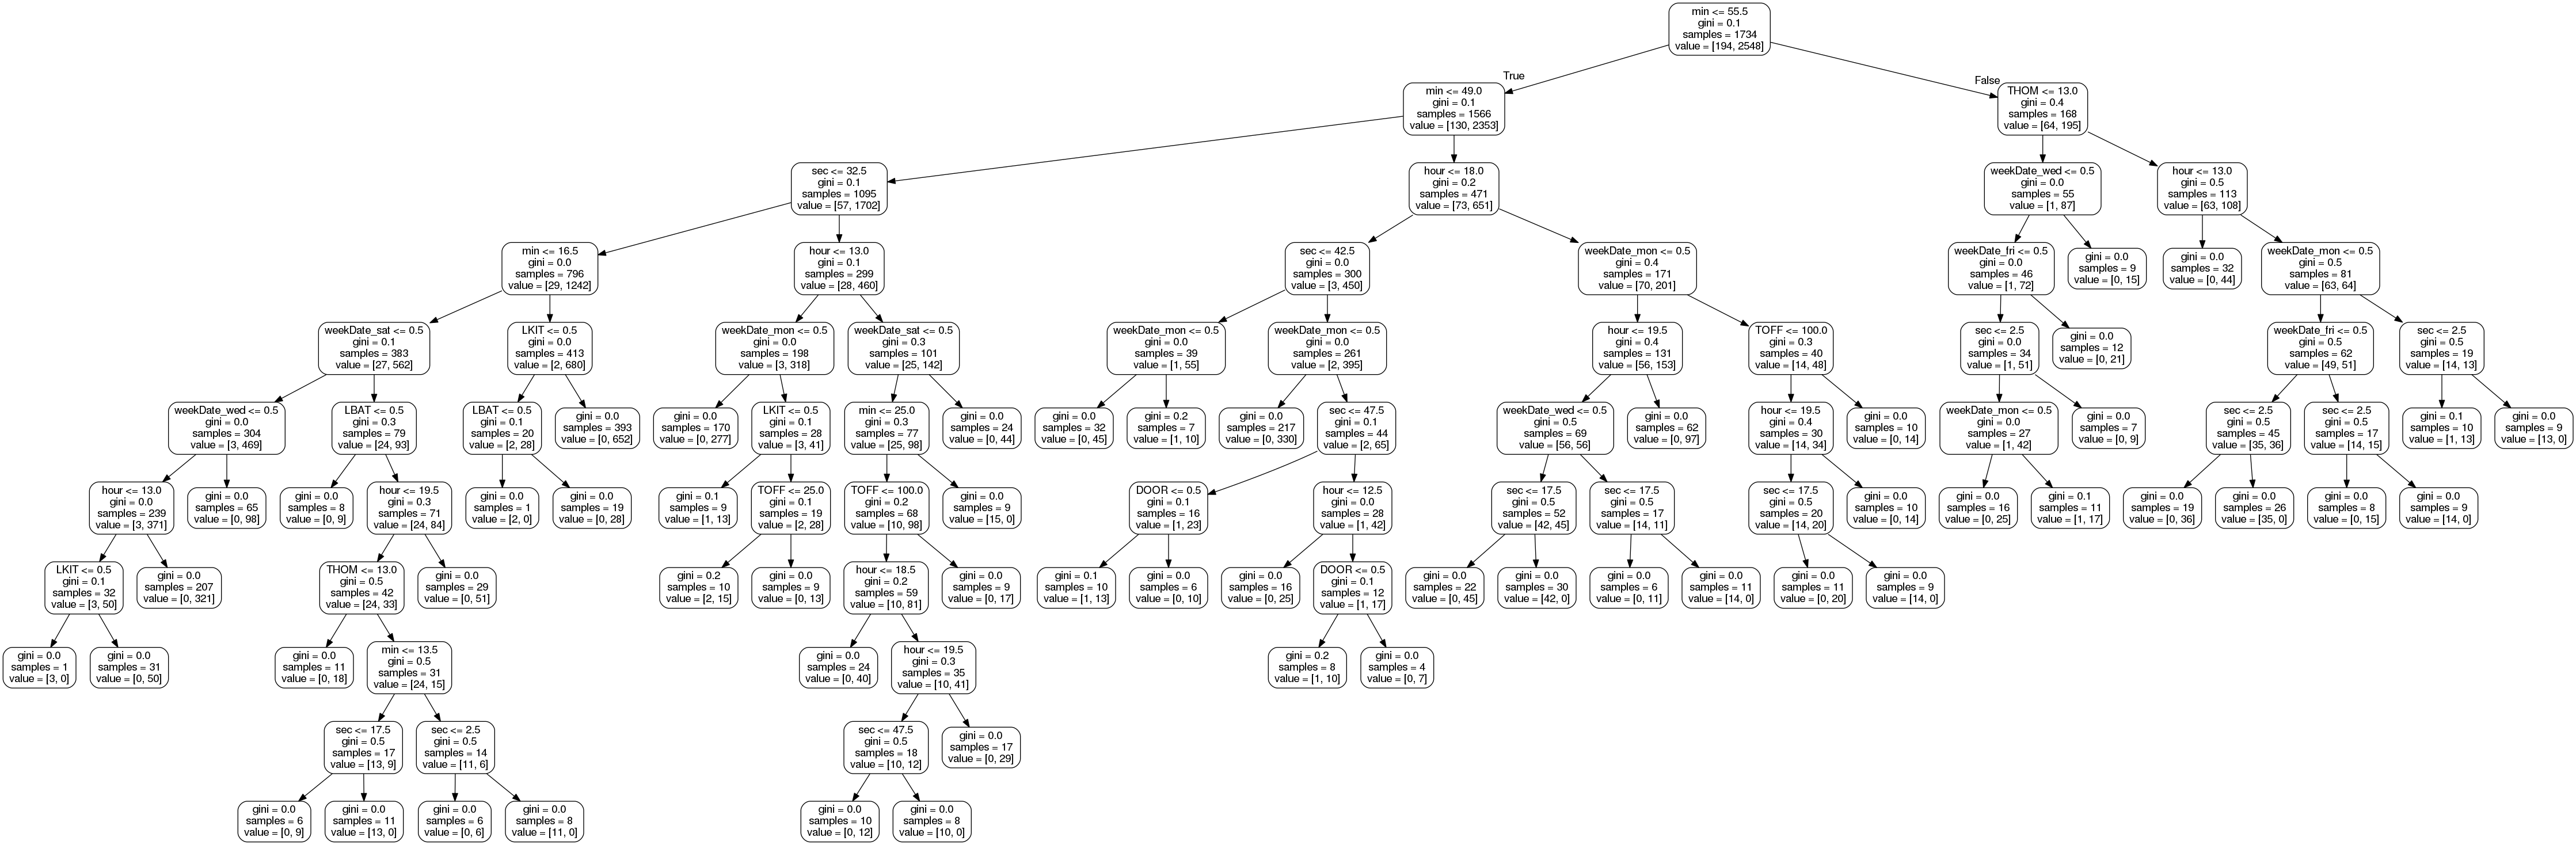 min <= 55.5
gini = 0.1
samples = 1734
value = [194, 2548]
True
False
min <= 49.0
gini = 0.1
samples = 1566
value = [130, 2353]
THOM <= 13.0
gini = 0.4
samples = 168
value = [64, 195]
sec <= 32.5
gini = 0.1
samples = 1095
value = [57, 1702]
hour <= 18.0
gini = 0.2
samples = 471
value = [73, 651]
weekDate_wed <= 0.5
gini = 0.0
samples = 55
value = [1, 87]
hour <= 13.0
gini = 0.5
samples = 113
value = [63, 108]
min <= 16.5
gini = 0.0
samples = 796
value = [29, 1242]
hour <= 13.0
gini = 0.1
samples = 299
value = [28, 460]
sec <= 42.5
gini = 0.0
samples = 300
value = [3, 450]
weekDate_mon <= 0.5
gini = 0.4
samples = 171
value = [70, 201]
weekDate_fri <= 0.5
gini = 0.0
samples = 46
value = [1, 72]
gini = 0.0
samples = 9
value = [0, 15]
gini = 0.0
samples = 32
value = [0, 44]
weekDate_mon <= 0.5
gini = 0.5
samples = 81
value = [63, 64]
weekDate_sat <= 0.5
gini = 0.1
samples = 383
value = [27, 562]
LKIT <= 0.5
gini = 0.0
samples = 413
value = [2, 680]
weekDate_mon <= 0.5
gini = 0.0
samples = 198
value = [3, 318]
weekDate_sat <= 0.5
gini = 0.3
samples = 101
value = [25, 142]
weekDate_mon <= 0.5
gini = 0.0
samples = 39
value = [1, 55]
weekDate_mon <= 0.5
gini = 0.0
samples = 261
value = [2, 395]
hour <= 19.5
gini = 0.4
samples = 131
value = [56, 153]
TOFF <= 100.0
gini = 0.3
samples = 40
value = [14, 48]
sec <= 2.5
gini = 0.0
samples = 34
value = [1, 51]
gini = 0.0
samples = 12
value = [0, 21]
weekDate_fri <= 0.5
gini = 0.5
samples = 62
value = [49, 51]
sec <= 2.5
gini = 0.5
samples = 19
value = [14, 13]
weekDate_wed <= 0.5
gini = 0.0
samples = 304
value = [3, 469]
LBAT <= 0.5
gini = 0.3
samples = 79
value = [24, 93]
LBAT <= 0.5
gini = 0.1
samples = 20
value = [2, 28]
gini = 0.0
samples = 393
value = [0, 652]
gini = 0.0
samples = 170
value = [0, 277]
LKIT <= 0.5
gini = 0.1
samples = 28
value = [3, 41]
min <= 25.0
gini = 0.3
samples = 77
value = [25, 98]
gini = 0.0
samples = 24
value = [0, 44]
gini = 0.0
samples = 32
value = [0, 45]
gini = 0.2
samples = 7
value = [1, 10]
gini = 0.0
samples = 217
value = [0, 330]
sec <= 47.5
gini = 0.1
samples = 44
value = [2, 65]
weekDate_wed <= 0.5
gini = 0.5
samples = 69
value = [56, 56]
gini = 0.0
samples = 62
value = [0, 97]
hour <= 19.5
gini = 0.4
samples = 30
value = [14, 34]
gini = 0.0
samples = 10
value = [0, 14]
weekDate_mon <= 0.5
gini = 0.0
samples = 27
value = [1, 42]
gini = 0.0
samples = 7
value = [0, 9]
sec <= 2.5
gini = 0.5
samples = 45
value = [35, 36]
sec <= 2.5
gini = 0.5
samples = 17
value = [14, 15]
gini = 0.1
samples = 10
value = [1, 13]
gini = 0.0
samples = 9
value = [13, 0]
hour <= 13.0
gini = 0.0
samples = 239
value = [3, 371]
gini = 0.0
samples = 65
value = [0, 98]
gini = 0.0
samples = 8
value = [0, 9]
hour <= 19.5
gini = 0.3
samples = 71
value = [24, 84]
gini = 0.0
samples = 1
value = [2, 0]
gini = 0.0
samples = 19
value = [0, 28]
gini = 0.1
samples = 9
value = [1, 13]
TOFF <= 25.0
gini = 0.1
samples = 19
value = [2, 28]
TOFF <= 100.0
gini = 0.2
samples = 68
value = [10, 98]
gini = 0.0
samples = 9
value = [15, 0]
DOOR <= 0.5
gini = 0.1
samples = 16
value = [1, 23]
hour <= 12.5
gini = 0.0
samples = 28
value = [1, 42]
sec <= 17.5
gini = 0.5
samples = 52
value = [42, 45]
sec <= 17.5
gini = 0.5
samples = 17
value = [14, 11]
sec <= 17.5
gini = 0.5
samples = 20
value = [14, 20]
gini = 0.0
samples = 10
value = [0, 14]
gini = 0.0
samples = 16
value = [0, 25]
gini = 0.1
samples = 11
value = [1, 17]
gini = 0.0
samples = 19
value = [0, 36]
gini = 0.0
samples = 26
value = [35, 0]
gini = 0.0
samples = 8
value = [0, 15]
gini = 0.0
samples = 9
value = [14, 0]
LKIT <= 0.5
gini = 0.1
samples = 32
value = [3, 50]
gini = 0.0
samples = 207
value = [0, 321]
THOM <= 13.0
gini = 0.5
samples = 42
value = [24, 33]
gini = 0.0
samples = 29
value = [0, 51]
gini = 0.2
samples = 10
value = [2, 15]
gini = 0.0
samples = 9
value = [0, 13]
hour <= 18.5
gini = 0.2
samples = 59
value = [10, 81]
gini = 0.0
samples = 9
value = [0, 17]
gini = 0.1
samples = 10
value = [1, 13]
gini = 0.0
samples = 6
value = [0, 10]
gini = 0.0
samples = 16
value = [0, 25]
DOOR <= 0.5
gini = 0.1
samples = 12
value = [1, 17]
gini = 0.0
samples = 22
value = [0, 45]
gini = 0.0
samples = 30
value = [42, 0]
gini = 0.0
samples = 6
value = [0, 11]
gini = 0.0
samples = 11
value = [14, 0]
gini = 0.0
samples = 11
value = [0, 20]
gini = 0.0
samples = 9
value = [14, 0]
gini = 0.0
samples = 1
value = [3, 0]
gini = 0.0
samples = 31
value = [0, 50]
gini = 0.0
samples = 11
value = [0, 18]
min <= 13.5
gini = 0.5
samples = 31
value = [24, 15]
gini = 0.0
samples = 24
value = [0, 40]
hour <= 19.5
gini = 0.3
samples = 35
value = [10, 41]
gini = 0.2
samples = 8
value = [1, 10]
gini = 0.0
samples = 4
value = [0, 7]
sec <= 17.5
gini = 0.5
samples = 17
value = [13, 9]
sec <= 2.5
gini = 0.5
samples = 14
value = [11, 6]
sec <= 47.5
gini = 0.5
samples = 18
value = [10, 12]
gini = 0.0
samples = 17
value = [0, 29]
gini = 0.0
samples = 6
value = [0, 9]
gini = 0.0
samples = 11
value = [13, 0]
gini = 0.0
samples = 6
value = [0, 6]
gini = 0.0
samples = 8
value = [11, 0]
gini = 0.0
samples = 10
value = [0, 12]
gini = 0.0
samples = 8
value = [10, 0]